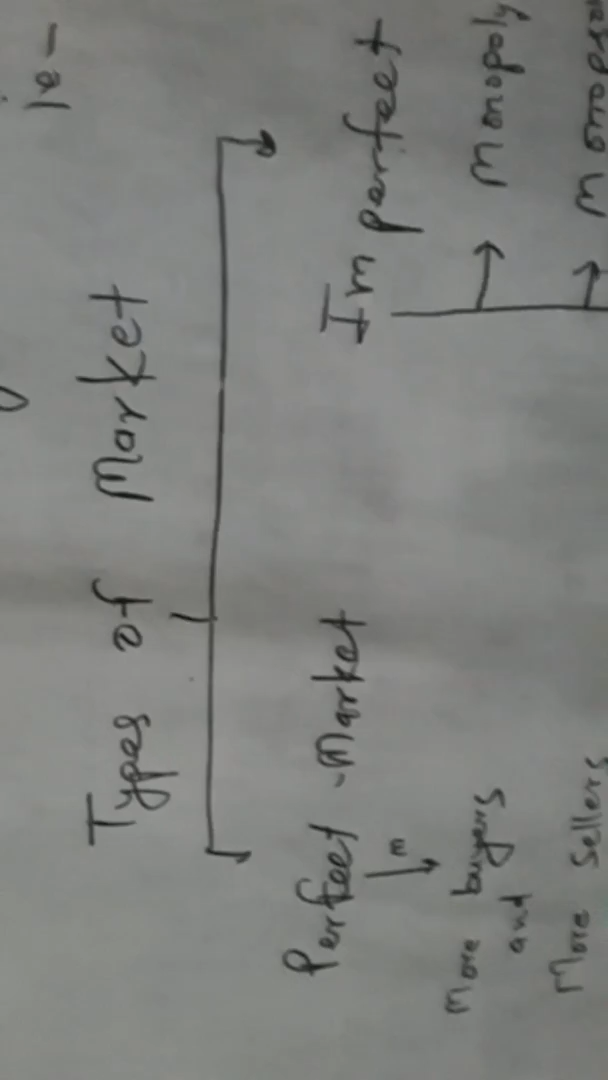 Types of Market
Perfect Market
More buyers
and
More Sellers
Imperfect
monopoly